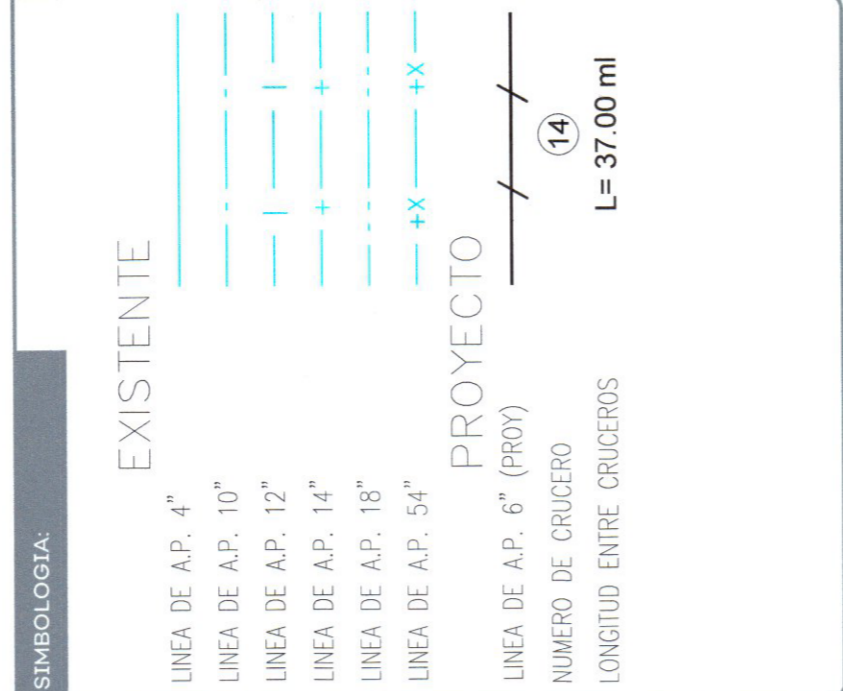 SIMBOLOGIA:
EXISTENTE
LINEA DE A.P. 4"
LINEA DE A.P. 10"
LINEA DE A.P. 12"
LINEA DE A.P. 14"
LINEA DE A.P. 18"
LINEA DE A.P. 54"
PROYECTO
LINEA DE A.P. 6" (PROY)
NUMERO DE CRUCERO 14
LONGITUD ENTRE CRUCEROS L= 37.00 ml